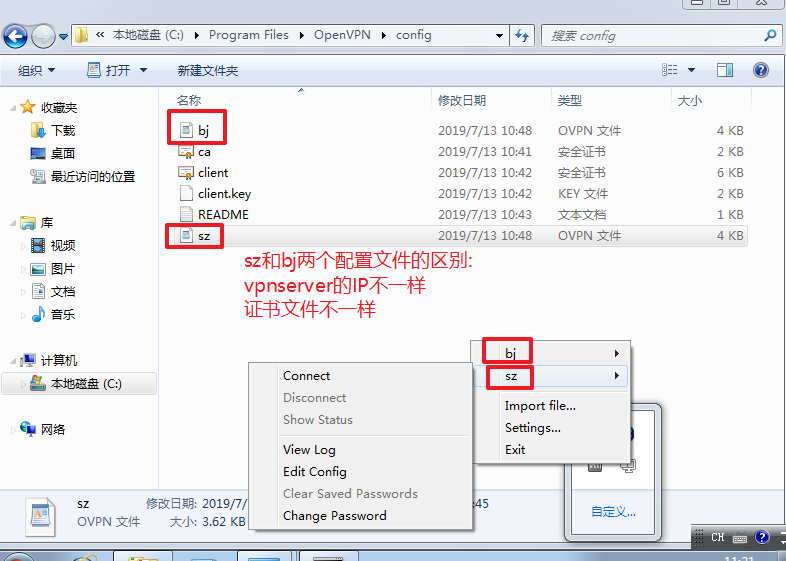 « 本地磁盘 (C:) Program Files OpenVPN config
搜索 config
组织 打开 新建文件夹
名称 修改日期 类型 大小
bj 2019/7/13 10:48 OVPN 文件 4 KB
ca 2019/7/13 10:41 安全证书 2 KB
client 2019/7/13 10:42 安全证书 6 KB
client.key 2019/7/13 10:42 KEY 文件 2 KB
README 2019/7/13 10:43 文本文档 1 KB
sz 2019/7/13 10:48 OVPN 文件 4 KB
收藏夹
下载
桌面
最近访问的位置
库
视频
图片
文档
音乐
计算机
本地磁盘 (C:)
网络
sz和bj两个配置文件的区别:
vpnserver的IP不一样
证书文件不一样
bj
sz
Import file...
Settings...
Exit
Connect
Disconnect
Show Status
View Log
Edit Config
Clear Saved Passwords
Change Password
自定义...
sz 修改日期: 2019/7/ :45
OVPN 文件 大小: 3.62 KB
CH